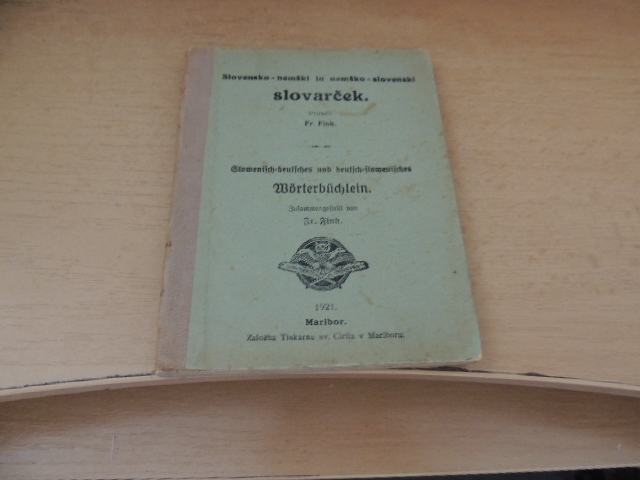 Slovensko-nemški in nemško-slovenski
slovarček.
Fr. Fink.
Slowenisch-deutsches und deutsch-slowenisches
Wörterbüchlein.
Zusammengestellt von
Fr. Fink.
1921.
Maribor.
Založba Tiskarna sv. Cirila v Mariboru.